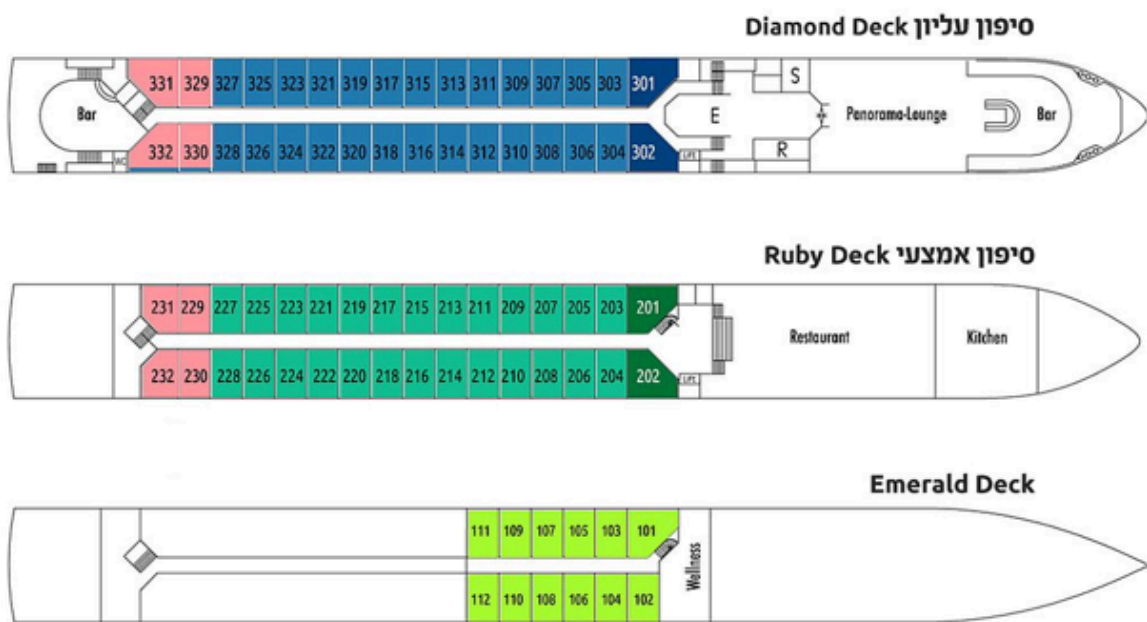 סיפון עליון Diamond Deck
331 329 327 325 323 321 319 317 315 313 311 309 307 305 303 301 S
Bar E Panorama-Lounge Bar
332 330 328 326 324 322 320 318 316 314 312 310 308 306 304 302 R
WC Lift
סיפון אמצעי Ruby Deck
231 229 227 225 223 221 219 217 215 213 211 209 207 205 203 201
Restaurant Kitchen
232 230 228 226 224 222 220 218 216 214 212 210 208 206 204 202
Lift
Emerald Deck
111 109 107 105 103 101
Wellness
112 110 108 106 104 102